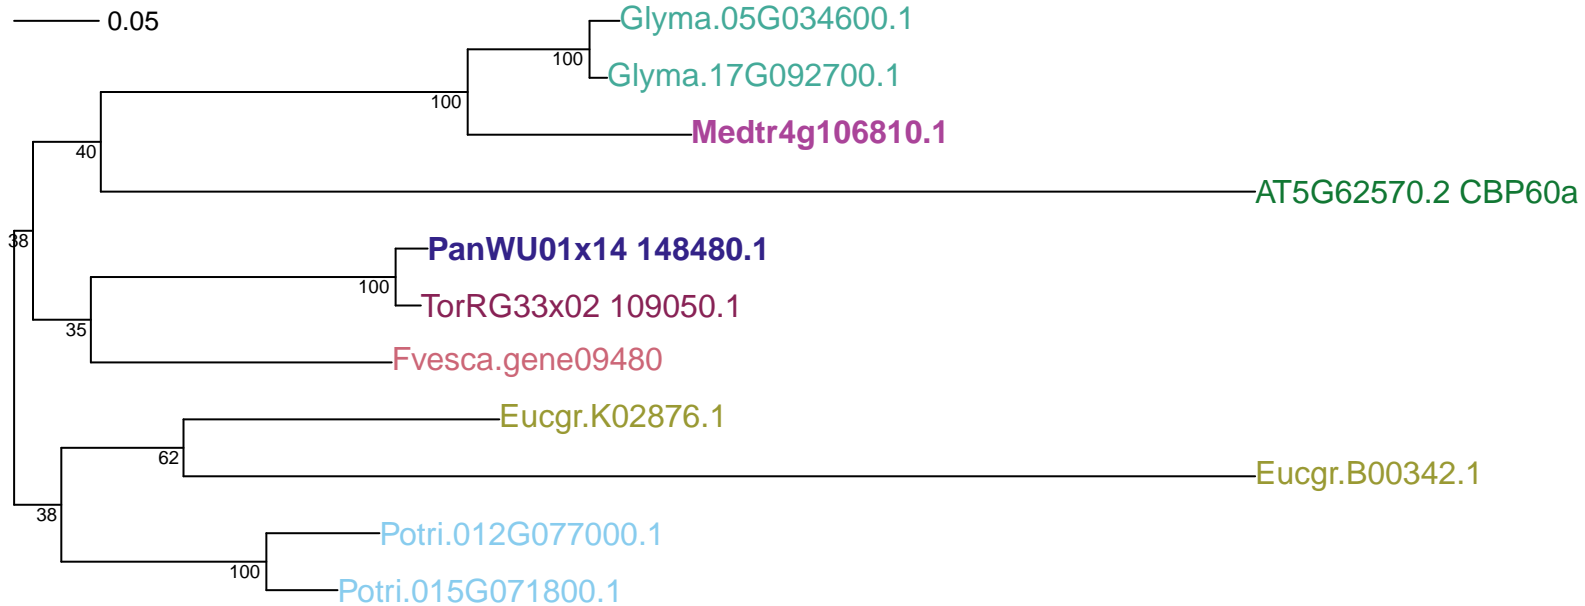 0.05
Glyma.05G034600.1
100
Glyma.17G092700.1
100
Medtr4g106810.1
40
AT5G62570.2 CBP60a
38
PanWU01x14 148480.1
100
TorRG33x02 109050.1
35
Fvesca.gene09480
Eucgr.K02876.1
62
Eucgr.B00342.1
38
Potri.012G077000.1
100
Potri.015G071800.1